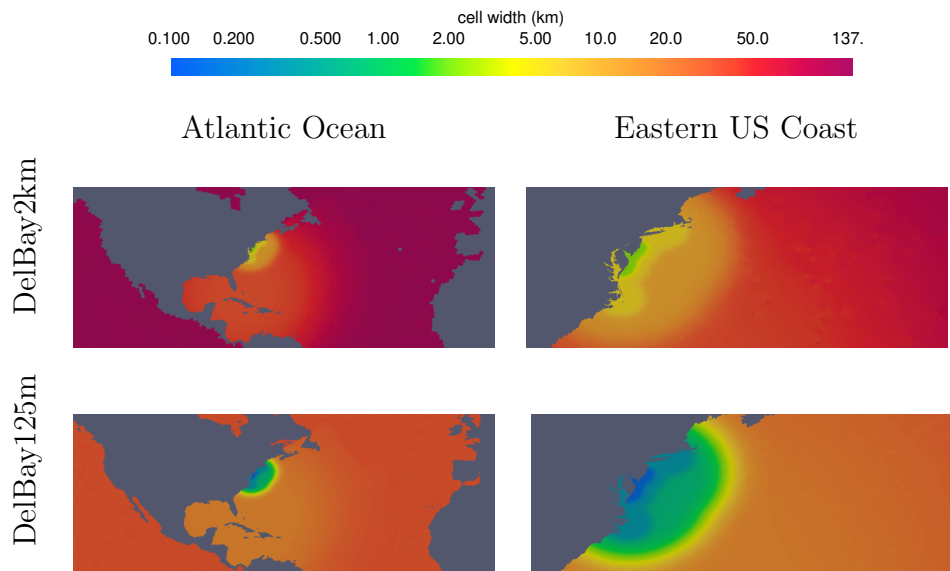 cell width (km)
0.100 0.200 0.500 1.00 2.00 5.00 10.0 20.0 50.0 137.
Atlantic Ocean Eastern US Coast
DelBay2km
DelBay125m